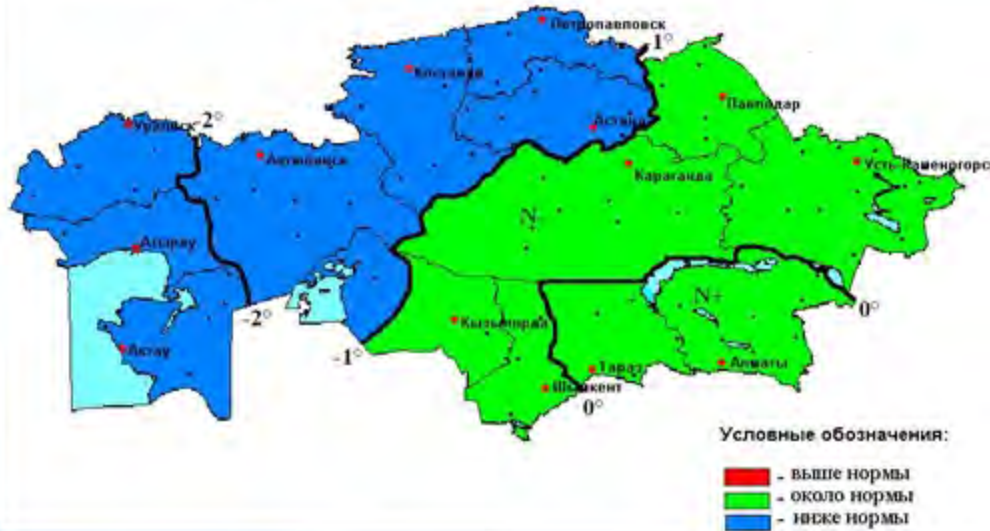 Петропавловск
Костанай
1°
Павлодар
Уральск
-2°
Астана
Актюбинск
Усть-Каменогорск
Караганда
N-
Атырау
N+
-2°
0°
Кызылорда
-1°
Актау
Тараз
Алматы
Шымкент
0°
Условные обозначения:
- выше нормы
- около нормы
- ниже нормы